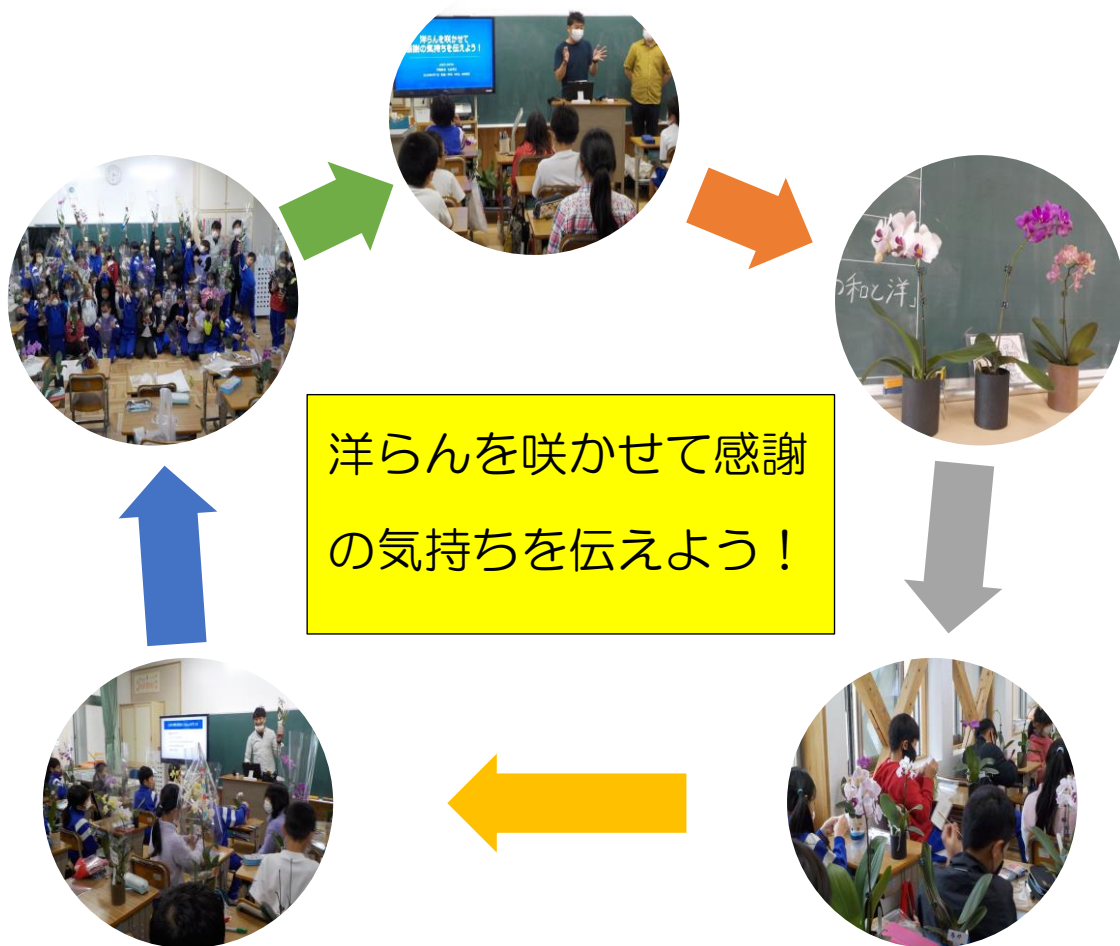 洋らんを咲かせて
感謝の気持ちを伝えよう！
の和と洋」
洋らんを咲かせて感謝
の気持ちを伝えよう！